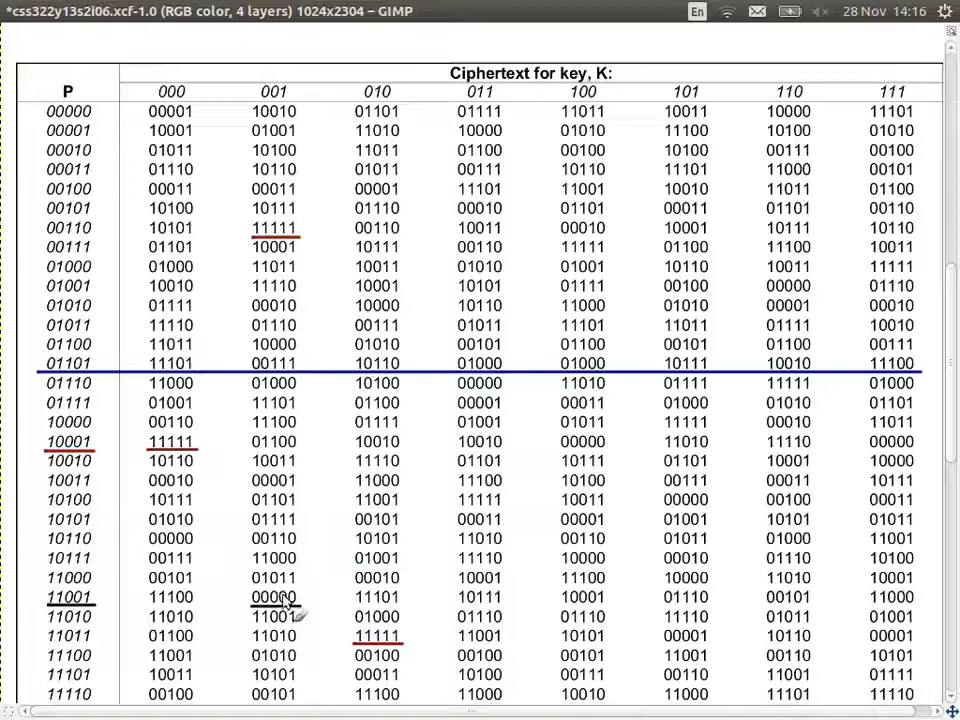 *css322y13s2i06.xcf-1.0 (RGB color, 4 layers) 1024x2304 – GIMP En 28 Nov 14:16
Ciphertext for key, K:
P 000 001 010 011 100 101 110 111
00000 00001 10010 01101 01111 11011 10011 10000 11101
00001 10001 01001 11010 10000 01010 11100 10100 01010
00010 01011 10100 11011 01100 00100 10100 00111 00100
00011 01110 10110 01011 00111 10110 11101 11000 00101
00100 00011 00011 00001 11101 11001 10010 11011 01100
00101 10100 10111 01110 00010 01101 00011 01101 00110
00110 10101 11111 00110 10011 00010 10001 10111 10110
00111 01101 10001 10111 00110 11111 01100 11100 10011
01000 01000 11011 10011 01010 01001 10110 10011 11111
01001 10010 11110 10001 10101 01111 00100 00000 01110
01010 01111 00010 10000 10110 11000 01010 00001 00010
01011 11110 01110 00111 01011 11101 11011 01111 10010
01100 11011 10000 01010 00101 01100 00101 01100 00111
01101 11101 00111 10110 01000 01000 10111 10010 11100
01110 11000 01000 10100 00000 11010 01111 11111 01000
01111 01001 11101 01100 00001 00011 01000 01010 01101
10000 00110 11100 01111 01001 01011 11111 00010 11011
10001 11111 01100 10010 10010 00000 11010 11110 00000
10010 10110 10011 11110 01101 10111 01101 10001 10000
10011 00010 00001 11000 11100 10100 00111 00011 10111
10100 10111 01101 11001 11111 10011 00000 00100 00011
10101 01010 01111 00101 00011 00001 01001 10101 01011
10110 00000 00110 10101 11010 00110 01011 01000 11001
10111 00111 11000 01001 11110 10000 00010 01110 10100
11000 00101 01011 00010 10001 11100 10000 11010 10001
11001 11100 00000 11101 10111 10001 01110 00101 11000
11010 11010 11001 01000 01110 01110 11110 01011 01001
11011 01100 11010 11111 11001 10101 00001 10110 00001
11100 11001 01010 00100 00100 00101 11001 00110 10101
11101 10011 10101 00011 10100 00111 00110 11001 01111
11110 00100 00101 11100 11000 10010 11000 11101 11110